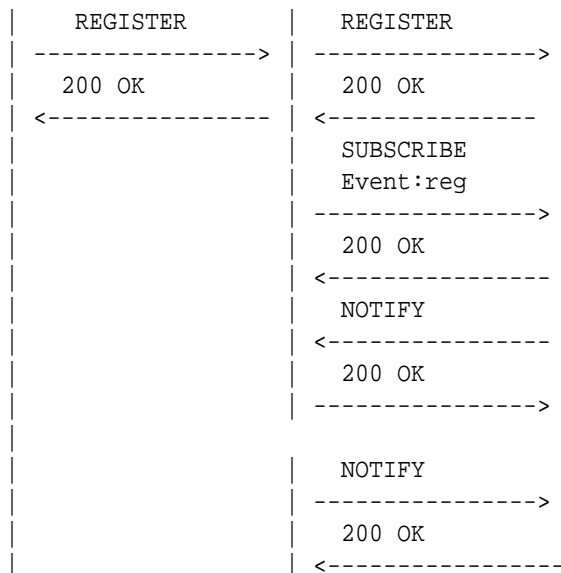 |    REGISTER      |   REGISTER
| ----------------> | ---------------->
|   200 OK         |   200 OK
| <---------------- | <---------------
|                  |   SUBSCRIBE
|                  |   Event:reg
|                  | ---------------->
|                  |   200 OK
|                  | <----------------
|                  |   NOTIFY
|                  | <----------------
|                  |   200 OK
|                  | ---------------->
|
|                  |   NOTIFY
|                  | ---------------->
|                  |   200 OK
|                  | <-----------------